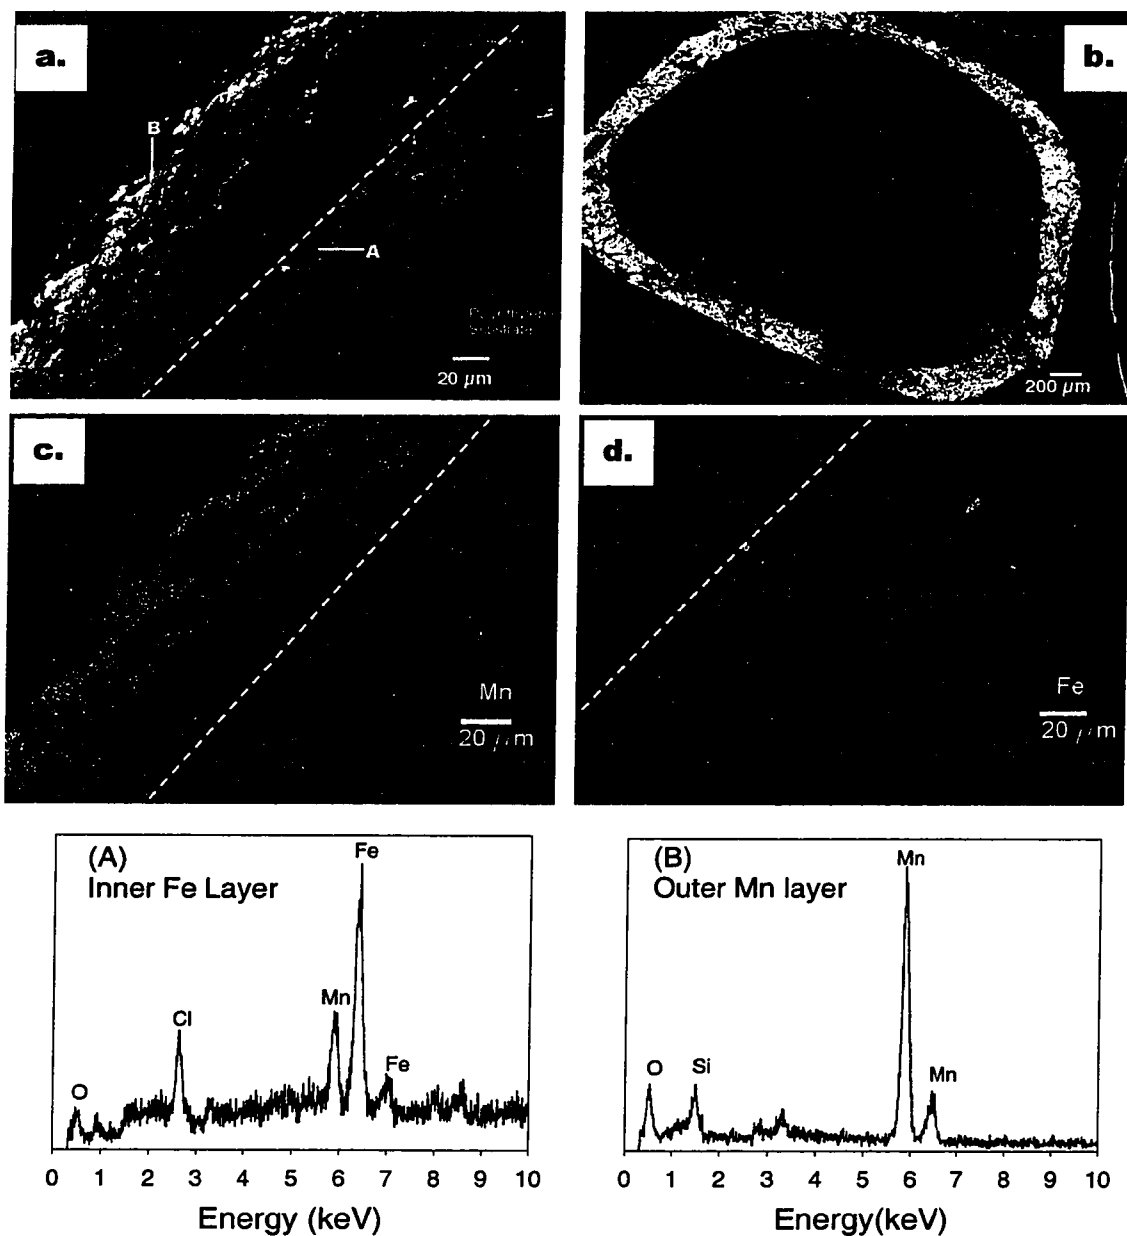 a.
B
A
Substrate
20 µm
b.
200 µm
c.
Mn
20 µm
d.
Fe
20 µm
(A)
Inner Fe Layer
Fe
Mn
Cl
Fe
O
0 1 2 3 4 5 6 7 8 9 10
Energy (keV)
(B)
Outer Mn layer
Mn
O
Si
Mn
0 1 2 3 4 5 6 7 8 9 10
Energy(keV)